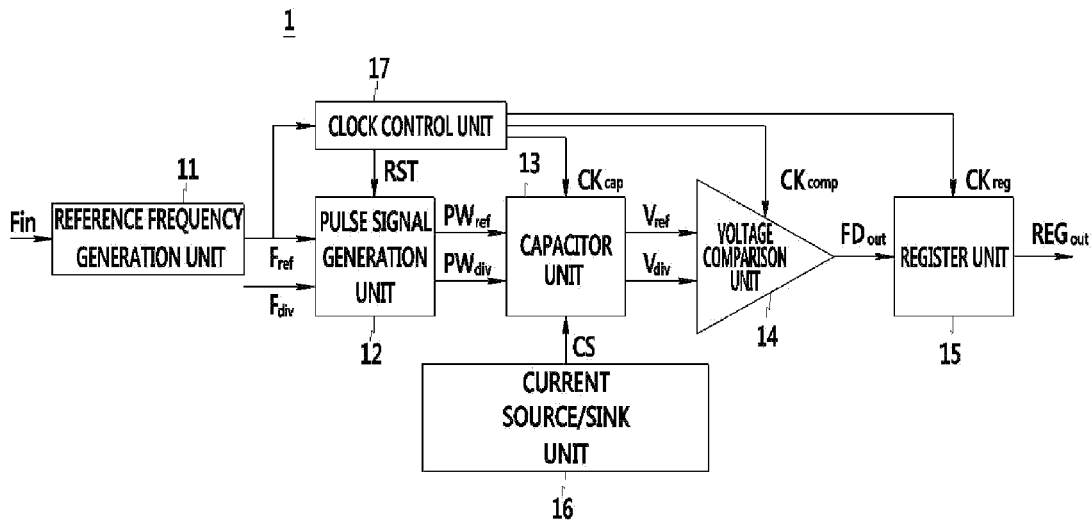 1
17
CLOCK CONTROL UNIT
RST
CKcap
CKcomp
CKreg
11
Fin
REFERENCE FREQUENCY
GENERATION UNIT
Fref
Fdiv
PULSE SIGNAL
GENERATION
UNIT
12
PWref
PWdiv
13
CAPACITOR
UNIT
Vref
Vdiv
VOLTAGE
COMPARISON
UNIT
14
FDout
REGISTER UNIT
15
REGout
CS
CURRENT
SOURCE/SINK
UNIT
16